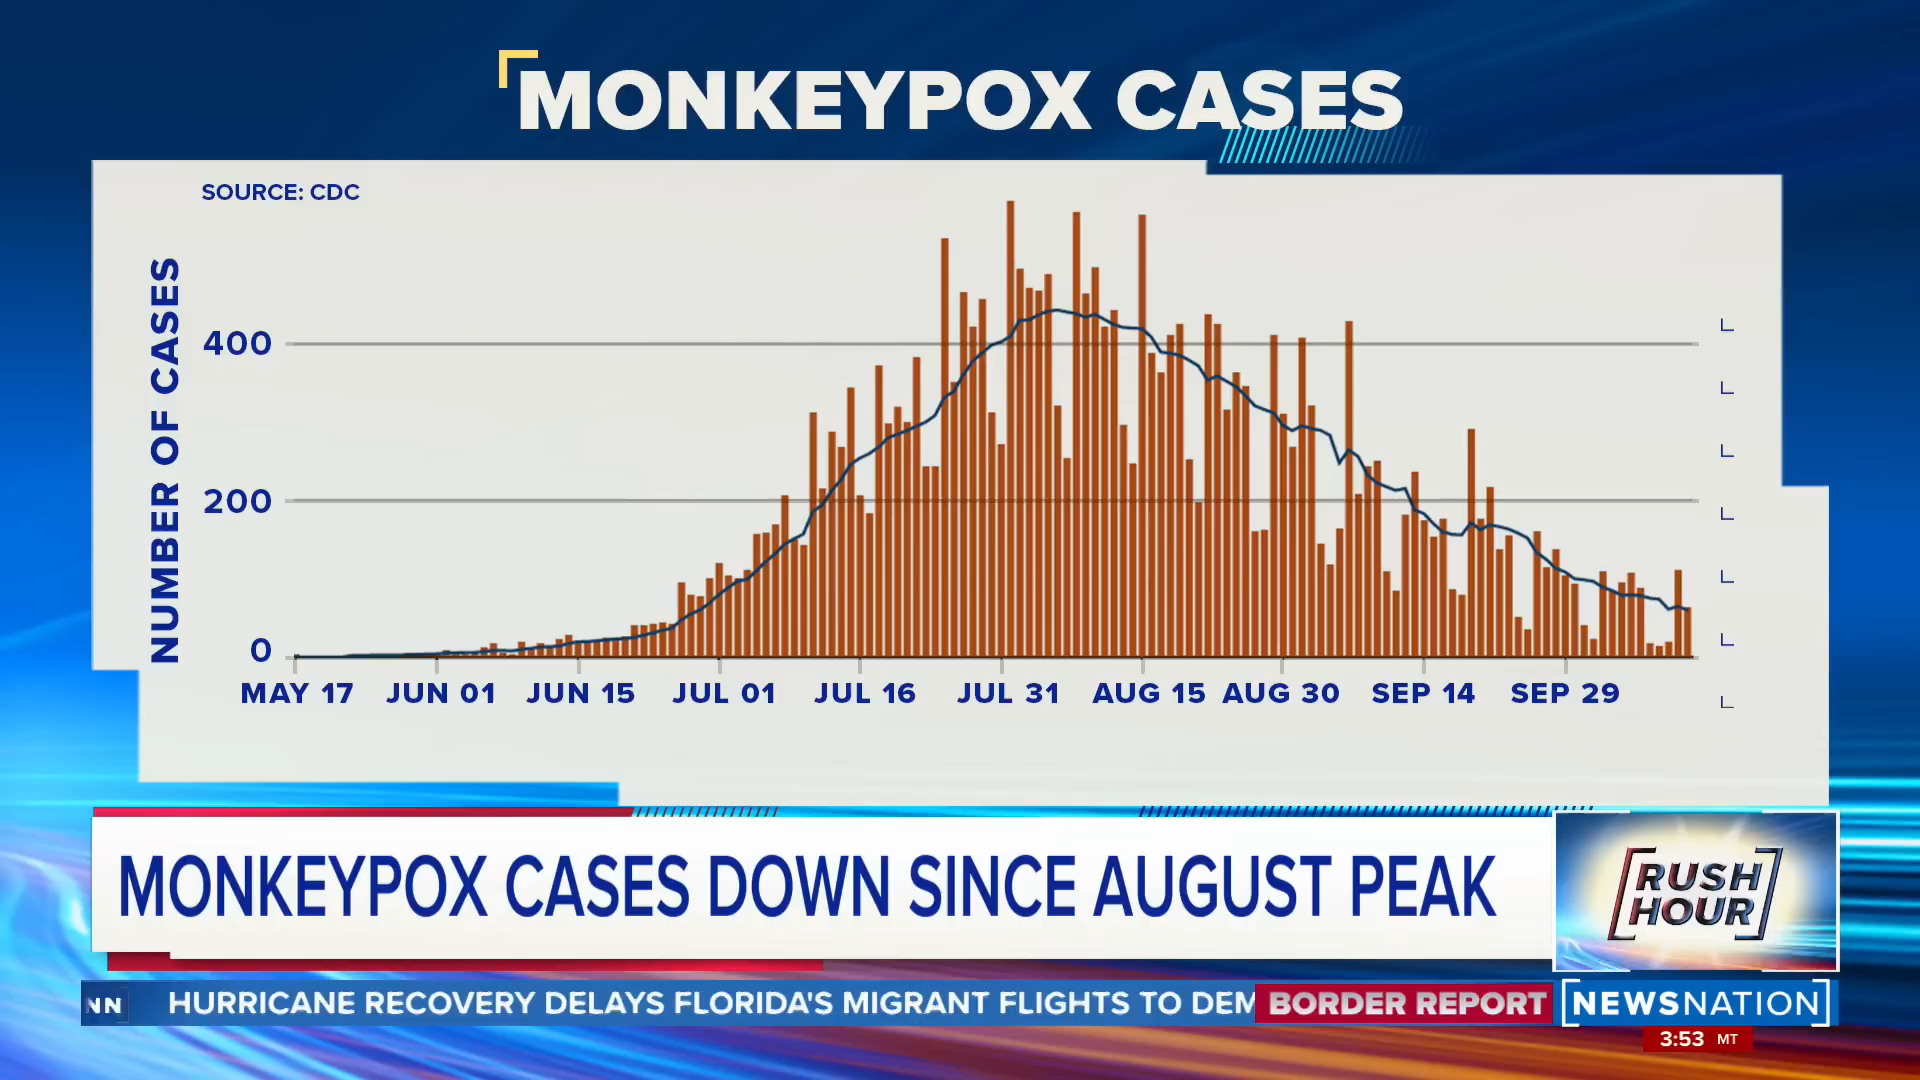 MONKEYPOX CASES
SOURCE: CDC
NUMBER OF CASES
400
200
0
MAY 17 JUN 01 JUN 15 JUL 01 JUL 16 JUL 31 AUG 15 AUG 30 SEP 14 SEP 29
MONKEYPOX CASES DOWN SINCE AUGUST PEAK
RUSH
HOUR
NN HURRICANE RECOVERY DELAYS FLORIDA'S MIGRANT FLIGHTS TO DEM BORDER REPORT NEWSNATION
3:53 MT